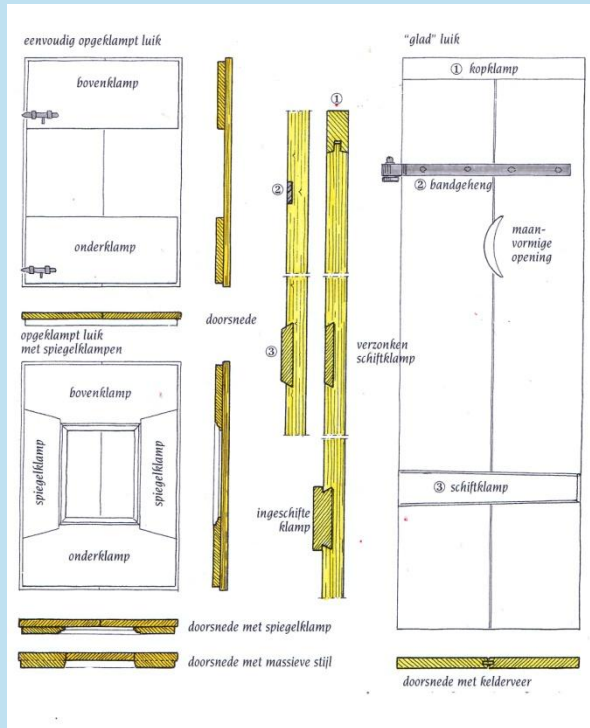 eenvoudig opgeklampt luik
bovenklamp
onderklamp
doorsnede
opgeklampt luik
met spiegelklampen
bovenklamp
spiegelklamp
spiegelklamp
onderklamp
doorsnede met spiegelklamp
doorsnede met massieve stijl
①
②
③
verzonken
schiftklamp
ingeschifte
klamp
"glad" luik
① kopklamp
② bandgeheng
maan-
vormige
opening
③ schiftklamp
doorsnede met kelderveer